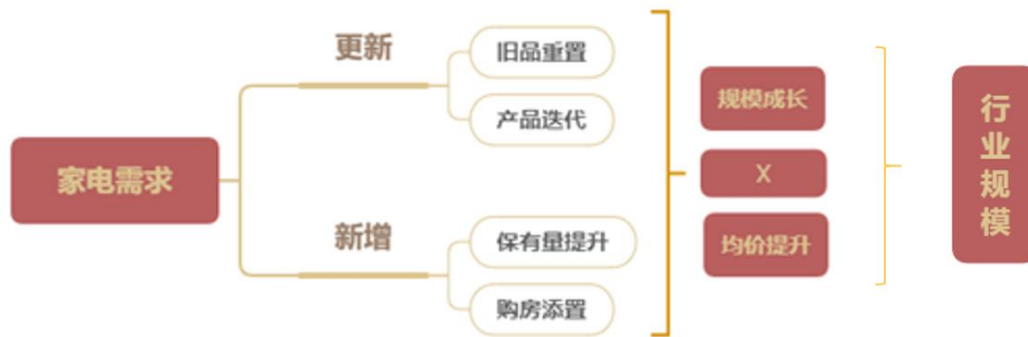 家电需求
更新
旧品重置
产品迭代
新增
保有量提升
购房添置
规模成长
X
均价提升
行业规模